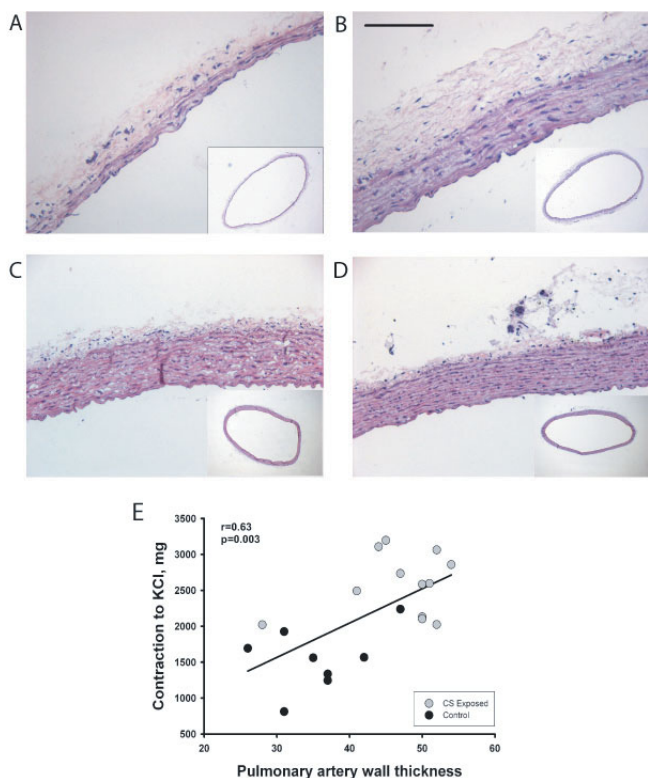 A
B
C
D
E
r=0.63
p=0.003
Contraction to KCl, mg
3500
3000
2500
2000
1500
1000
500
CS Exposed
Control
20
30
40
50
60
Pulmonary artery wall thickness